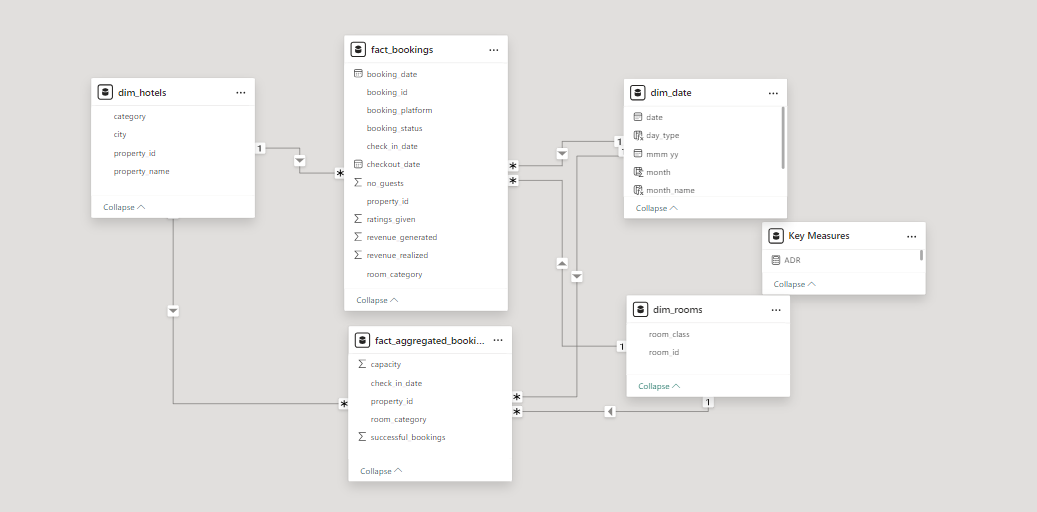 dim_hotels
category
city
property_id
property_name
Collapse
fact_bookings
booking_date
booking_id
booking_platform
booking_status
check_in_date
checkout_date
no_guests
property_id
ratings_given
revenue_generated
revenue_realized
room_category
Collapse
dim_date
date
day_type
mmm yy
month
month_name
Collapse
Key Measures
ADR
Collapse
dim_rooms
room_class
room_id
Collapse
fact_aggregated_booki...
capacity
check_in_date
property_id
room_category
successful_bookings
Collapse
1
*
1
*
*
1
*
1
*
*
1